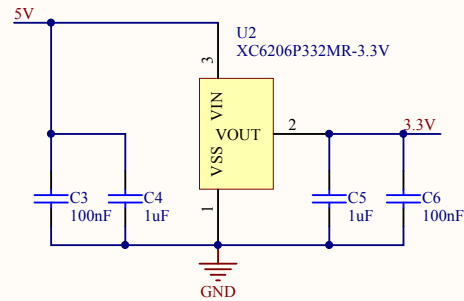 5V
U2
XC6206P332MR-3.3V
3
VIN
VOUT
2
3.3V
VSS
1
C3
100nF
C4
1uF
C5
1uF
C6
100nF
GND